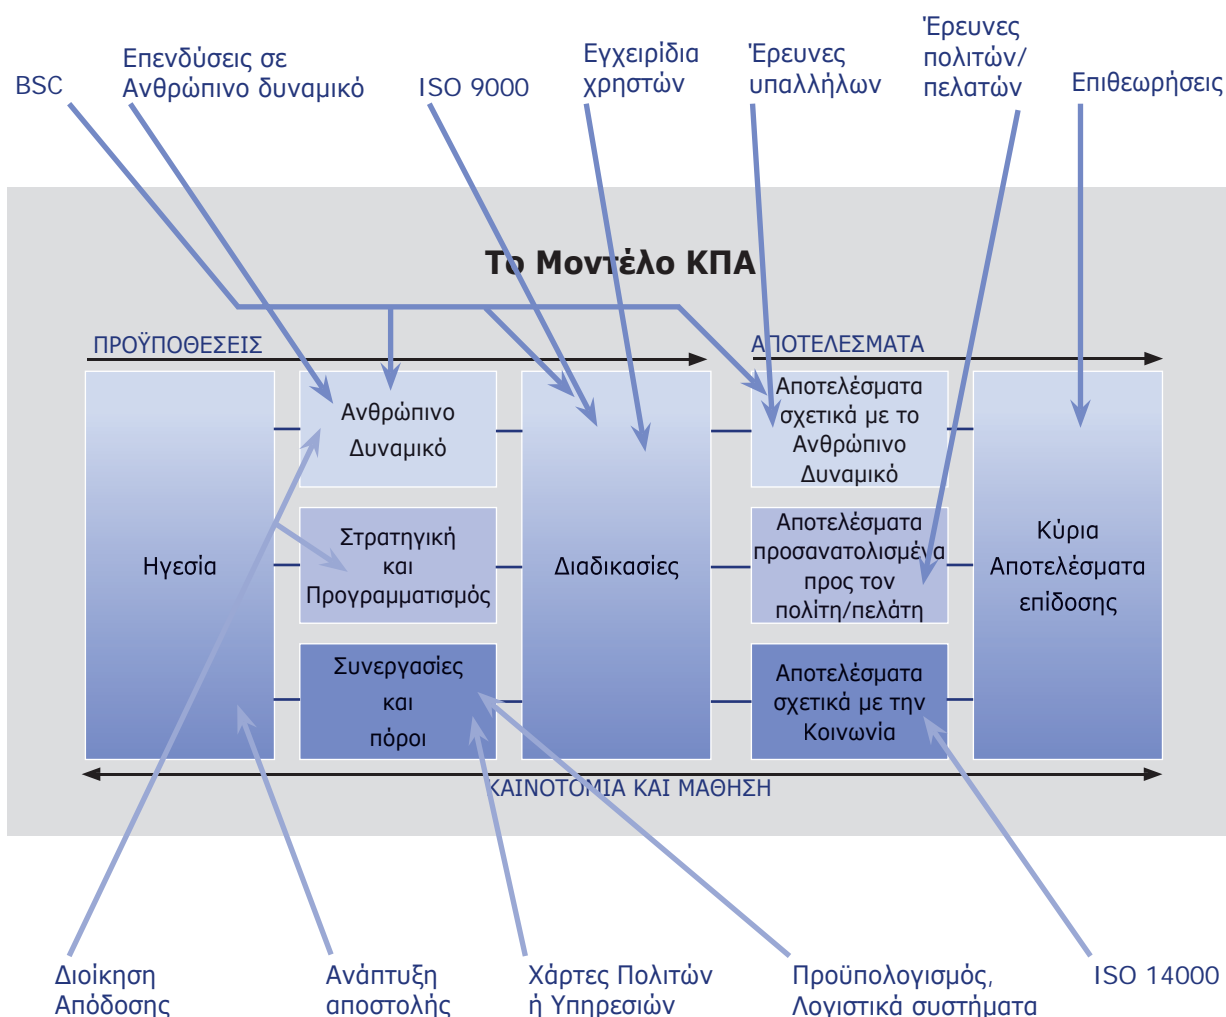 BSC
Επενδύσεις σε
Ανθρώπινο δυναμικό
ISO 9000
Εγχειρίδια
χρηστών
Έρευνες
υπαλλήλων
Έρευνες
πολιτών/
πελατών
Επιθεωρήσεις
Το Μοντέλο ΚΠΑ
ΠΡΟΫΠΟΘΕΣΕΙΣ
ΑΠΟΤΕΛΕΣΜΑΤΑ
Ηγεσία
Ανθρώπινο
Δυναμικό
Στρατηγική
και
Προγραμματισμός
Συνεργασίες
και
πόροι
Διαδικασίες
Αποτελέσματα
σχετικά με το
Ανθρώπινο
Δυναμικό
Αποτελέσματα
προσανατολισμένα
προς τον
πολίτη/πελάτη
Αποτελέσματα
σχετικά με την
Κοινωνία
Κύρια
Αποτελέσματα
επίδοσης
ΚΑΙΝΟΤΟΜΙΑ ΚΑΙ ΜΑΘΗΣΗ
Διοίκηση
Απόδοσης
Ανάπτυξη
αποστολής
Χάρτες Πολιτών
ή Υπηρεσιών
Προϋπολογισμός,
Λογιστικά συστήματα
ISO 14000